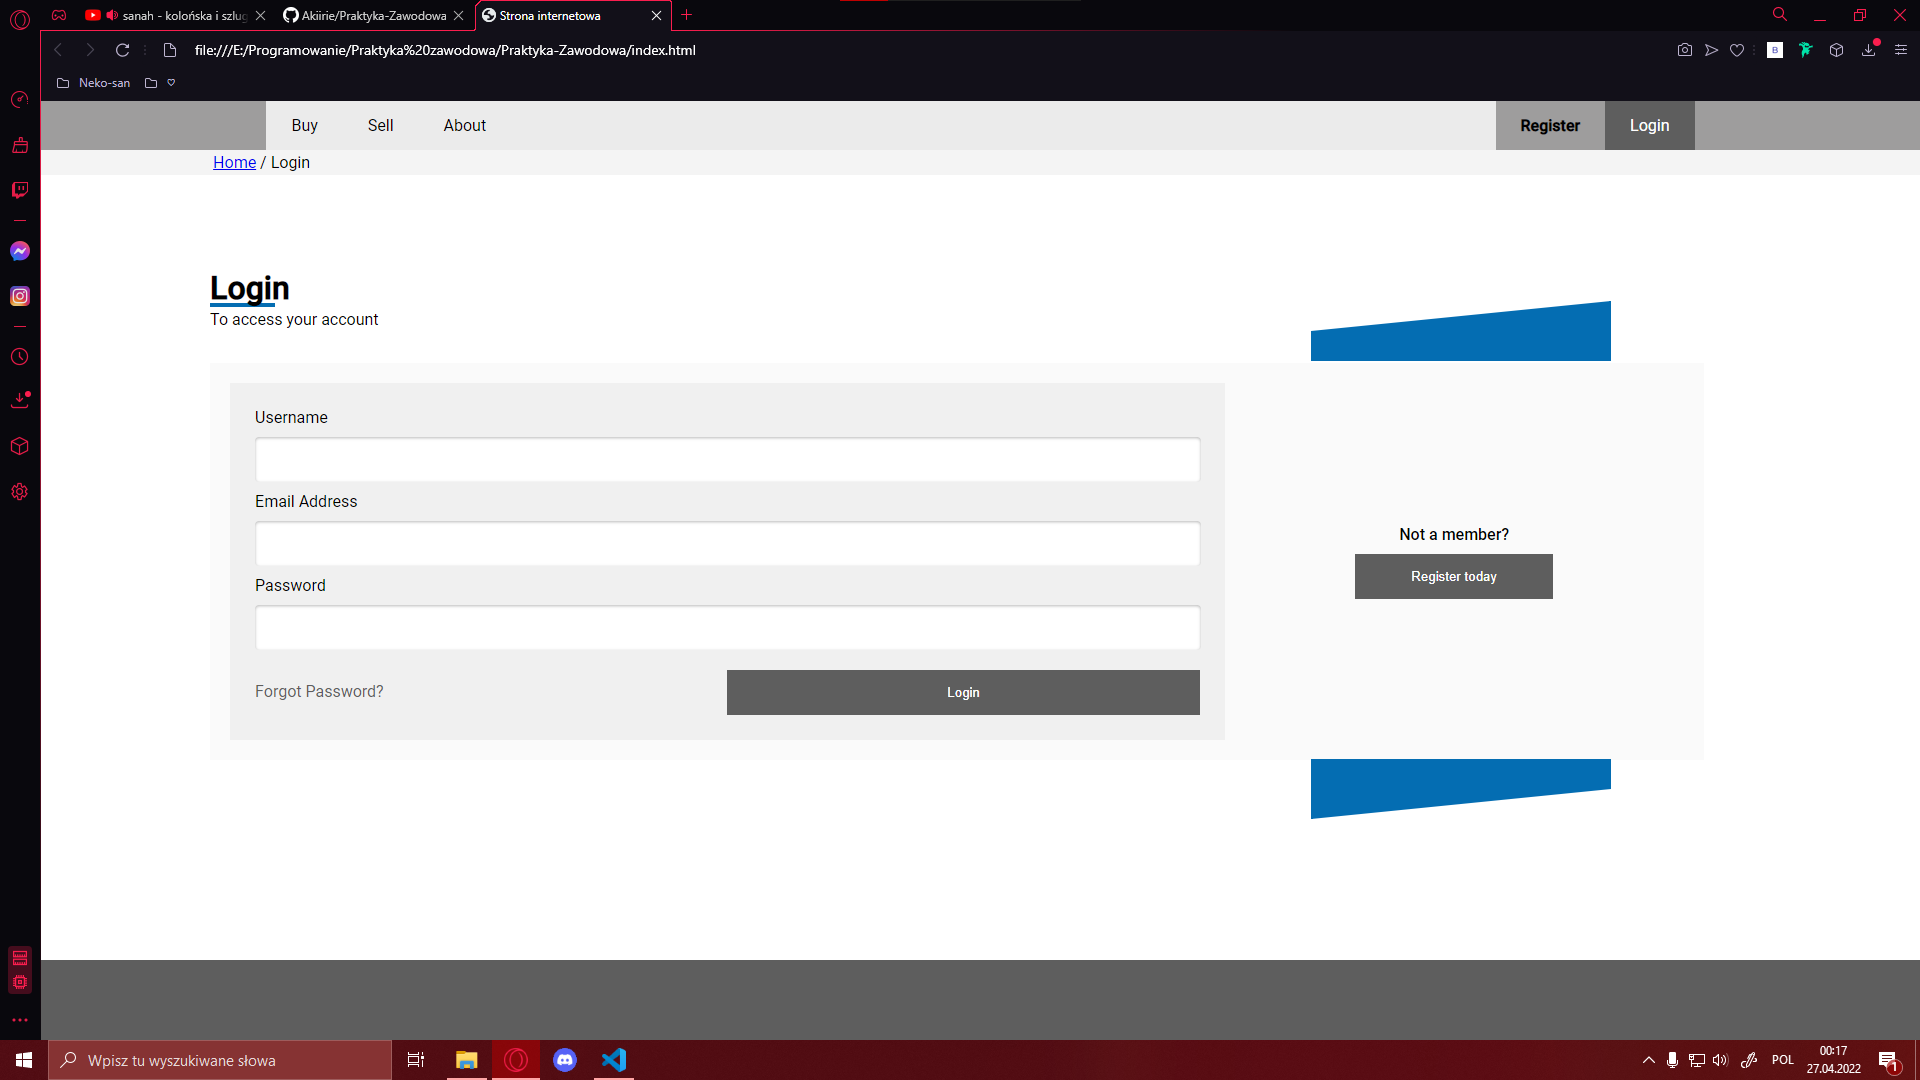 sanah - kolońska i szlug
Akiirie/Praktyka-Zawodowa
Strona internetowa
file:///E:/Programowanie/Praktyka%20zawodowa/Praktyka-Zawodowa/index.html
B
Neko-san
Buy Sell About Register Login
Home / Login
Login
To access your account
Username
Email Address
Password
Not a member?
Register today
Forgot Password?
Login
Wpisz tu wyszukiwane słowa
POL
00:17
27.04.2022
1